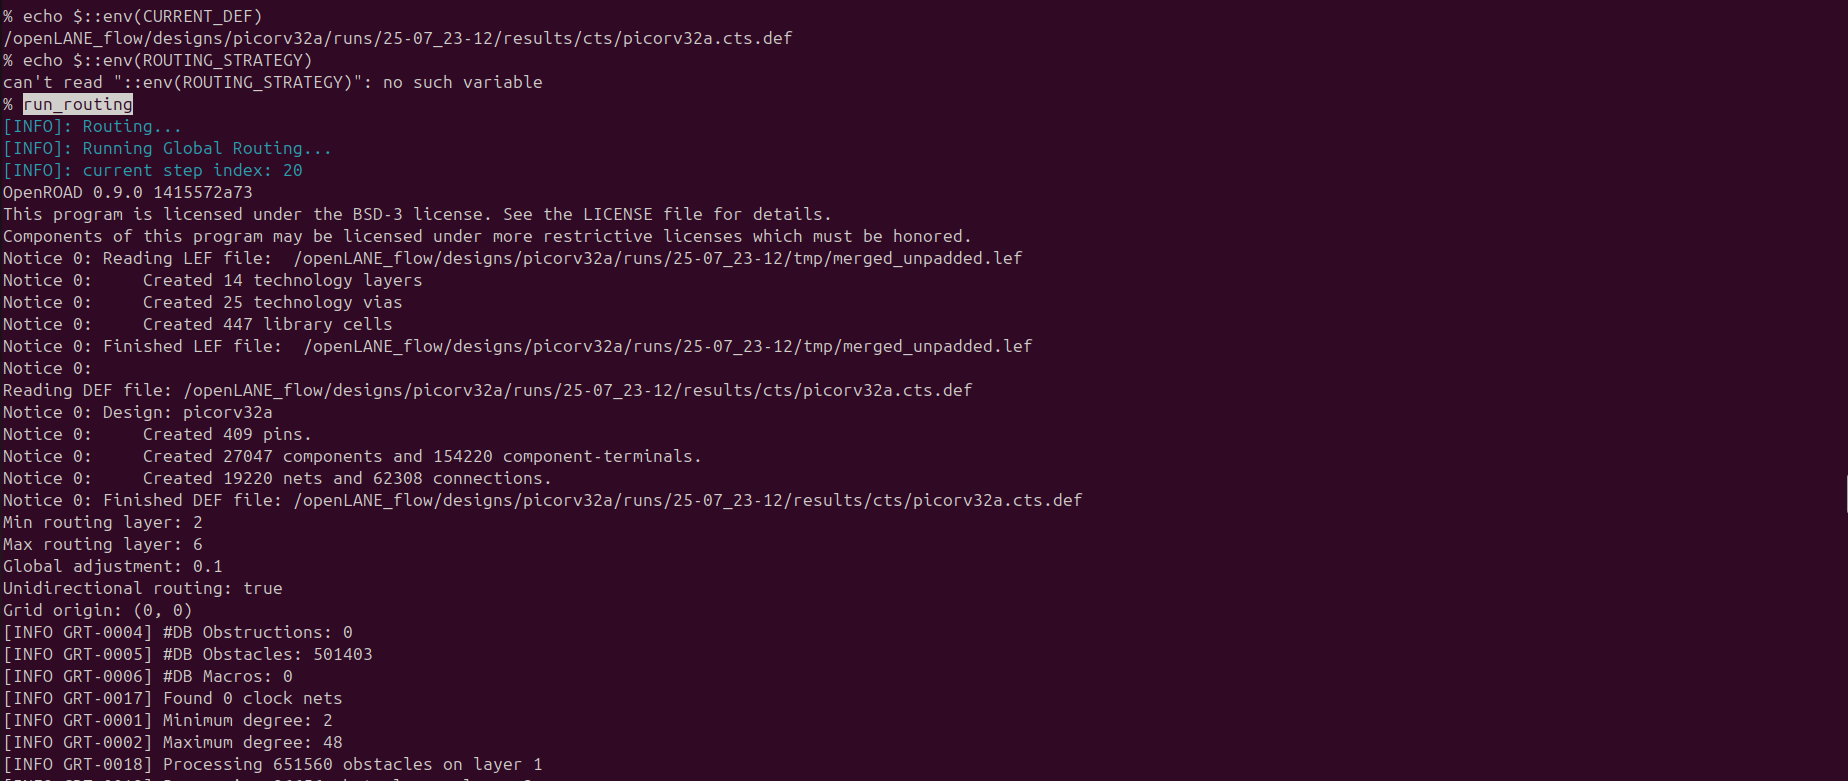 % echo $::env(CURRENT_DEF)
/openLANE_flow/designs/picorv32a/runs/25-07_23-12/results/cts/picorv32a.cts.def
% echo $::env(ROUTING_STRATEGY)
can't read "::env(ROUTING_STRATEGY)": no such variable
% run_routing
[INFO]: Routing...
[INFO]: Running Global Routing...
[INFO]: current step index: 20
OpenROAD 0.9.0 1415572a73
This program is licensed under the BSD-3 license. See the LICENSE file for details.
Components of this program may be licensed under more restrictive licenses which must be honored.
Notice 0: Reading LEF file:  /openLANE_flow/designs/picorv32a/runs/25-07_23-12/tmp/merged_unpadded.lef
Notice 0:     Created 14 technology layers
Notice 0:     Created 25 technology vias
Notice 0:     Created 447 library cells
Notice 0: Finished LEF file:  /openLANE_flow/designs/picorv32a/runs/25-07_23-12/tmp/merged_unpadded.lef
Notice 0:
Reading DEF file: /openLANE_flow/designs/picorv32a/runs/25-07_23-12/results/cts/picorv32a.cts.def
Notice 0: Design: picorv32a
Notice 0:     Created 409 pins.
Notice 0:     Created 27047 components and 154220 component-terminals.
Notice 0:     Created 19220 nets and 62308 connections.
Notice 0: Finished DEF file: /openLANE_flow/designs/picorv32a/runs/25-07_23-12/results/cts/picorv32a.cts.def
Min routing layer: 2
Max routing layer: 6
Global adjustment: 0.1
Unidirectional routing: true
Grid origin: (0, 0)
[INFO GRT-0004] #DB Obstructions: 0
[INFO GRT-0005] #DB Obstacles: 501403
[INFO GRT-0006] #DB Macros: 0
[INFO GRT-0017] Found 0 clock nets
[INFO GRT-0001] Minimum degree: 2
[INFO GRT-0002] Maximum degree: 48
[INFO GRT-0018] Processing 651560 obstacles on layer 1